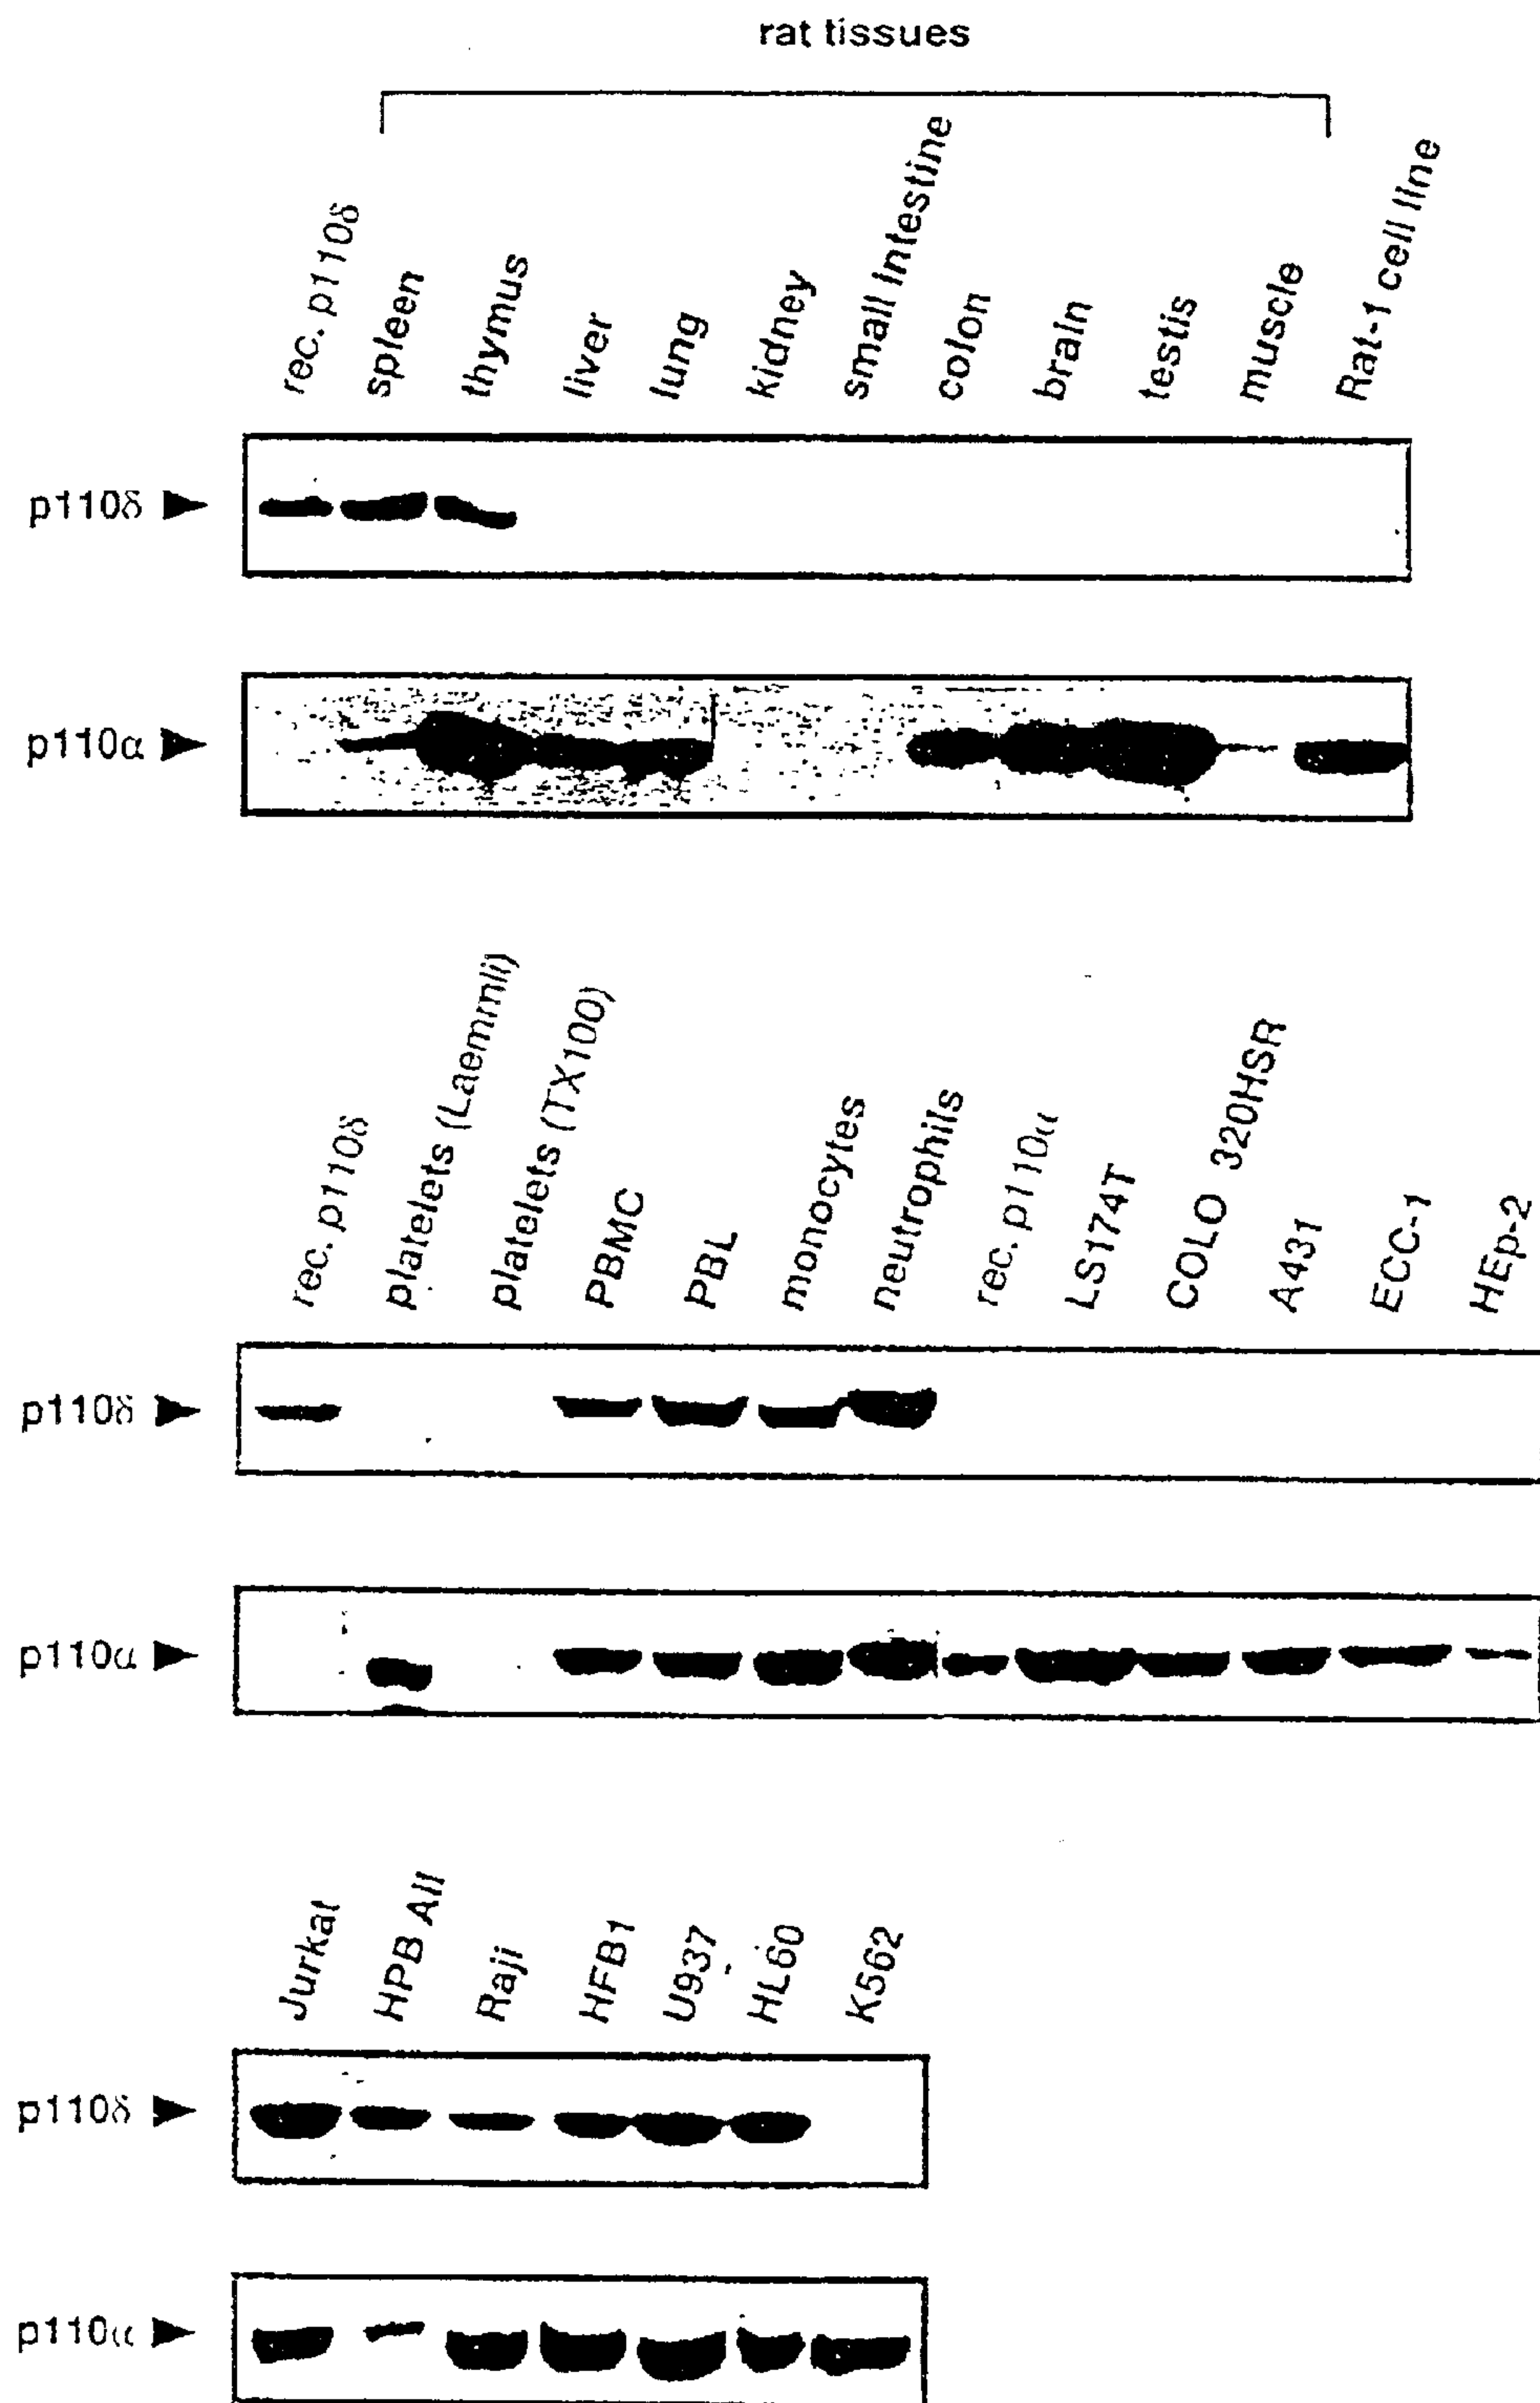 rat tissues
rec. p110δ
spleen
thymus
liver
lung
kidney
small intestine
colon
brain
testis
muscle
Rat-1 cell line
p110δ
p110α
rec. p110δ
platelets (Laemmli)
platelets (TX100)
PBMC
PBL
monocytes
neutrophils
rec. p110α
LS174T
COLO 320HSR
A431
ECC-1
HEp-2
p110δ
p110α
Jurkat
HPB All
Raji
HFB1
U937
HL60
K562
p110δ
p110α